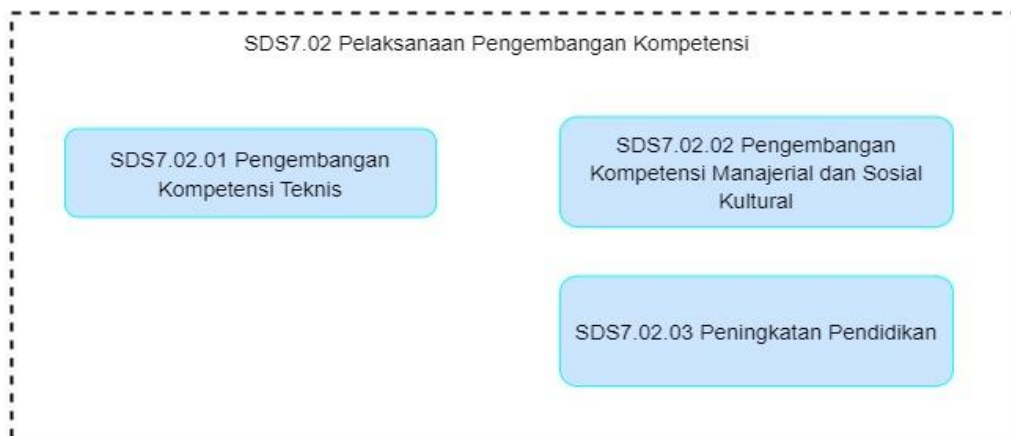 SDS7.02 Pelaksanaan Pengembangan Kompetensi
SDS7.02.01 Pengembangan
Kompetensi Teknis
SDS7.02.02 Pengembangan
Kompetensi Manajerial dan Sosial
Kultural
SDS7.02.03 Peningkatan Pendidikan